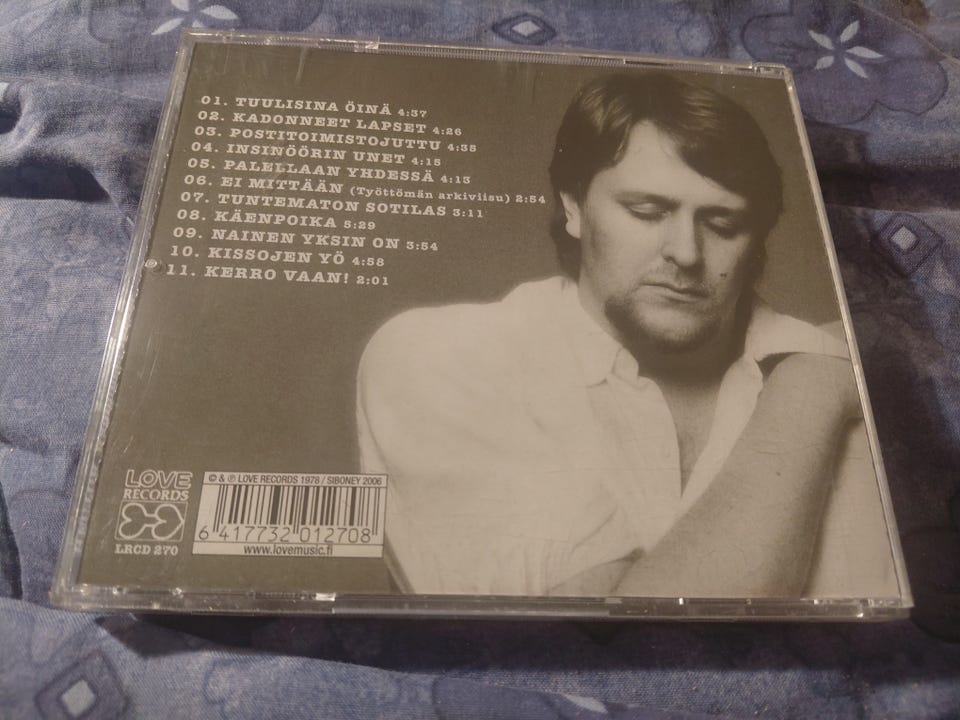 01. TUULISINA ÖINÄ 4:37
02. KADONNEET LAPSET 4:26
03. POSTITOIMISTOJUTTU 4:35
04. INSINÖÖRIN UNET 4:15
05. PALELLAAN YHDESSÄ 4:13
06. EI MITTÄÄN (Työttömän arkiviisu) 2:54
07. TUNTEMATON SOTILAS 3:11
08. KÄENPOIKA 5:29
09. NAINEN YKSIN ON 3:54
10. KISSOJEN YÖ 4:58
11. KERRO VAAN! 2:01
LOVE
RECORDS
LRCD 270
© & ℗ LOVE RECORDS 1978 / SIBONEY 2006
6 417732 012708
www.lovemusic.fi